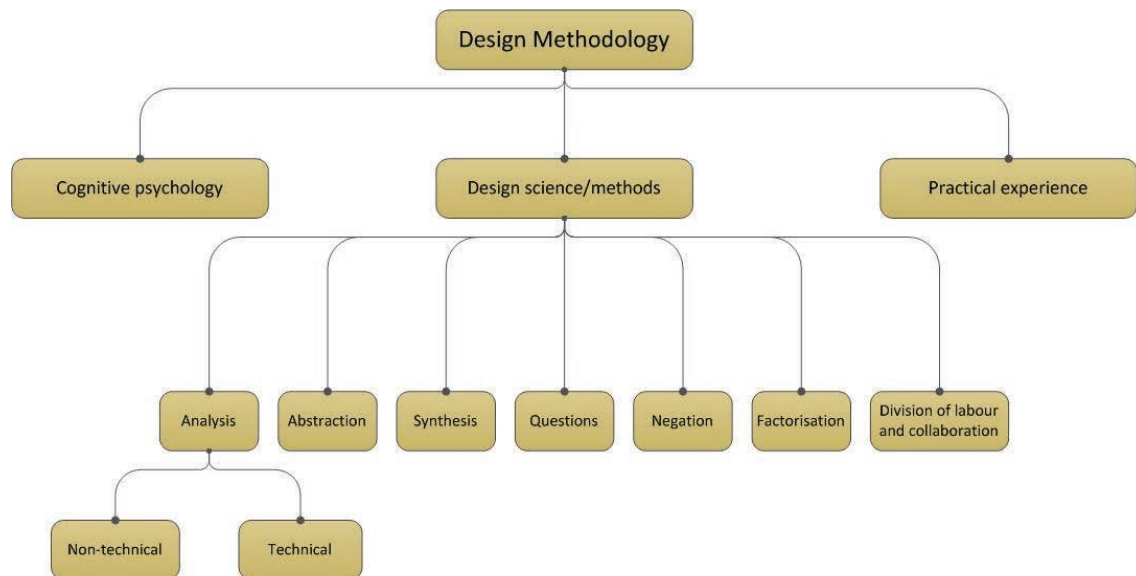 Design Methodology
Cognitive psychology
Design science/methods
Practical experience
Analysis
Abstraction
Synthesis
Questions
Negation
Factorisation
Division of labour
and collaboration
Non-technical
Technical